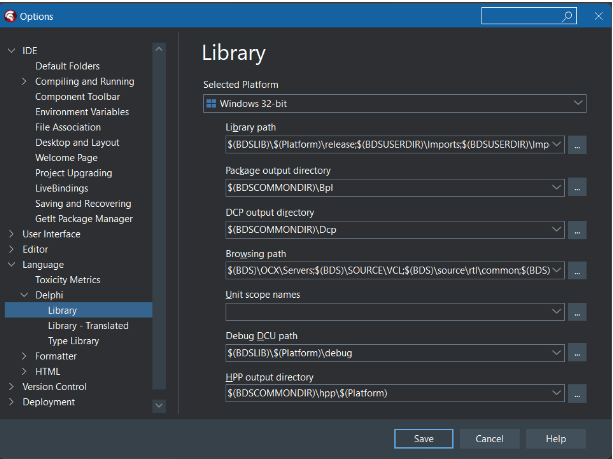 Options
IDE
Default Folders
Compiling and Running
Component Toolbar
Environment Variables
File Association
Desktop and Layout
Welcome Page
Project Upgrading
LiveBindings
Saving and Recovering
GetIt Package Manager
User Interface
Editor
Language
Toxicity Metrics
Delphi
Library
Library - Translated
Type Library
Formatter
HTML
Version Control
Deployment
Library
Selected Platform
Windows 32-bit
Library path
$(BDSLIB)\$(Platform)\release;$(BDSUSERDIR)\Imports;$(BDSUSERDIR)\Imp
...
Package output directory
$(BDSCOMMONDIR)\Bpl
...
DCP output directory
$(BDSCOMMONDIR)\Dcp
...
Browsing path
$(BDS)\OCX\Servers;$(BDS)\SOURCE\VCL;$(BDS)\source\rtl\common;$(BDS)
...
Unit scope names
...
Debug DCU path
$(BDSLIB)\$(Platform)\debug
...
HPP output directory
$(BDSCOMMONDIR)\hpp\$(Platform)
...
Save
Cancel
Help